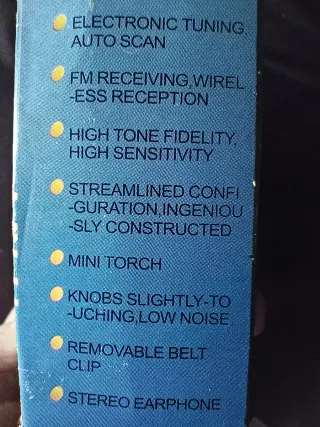 ELECTRONIC TUNING,
AUTO SCAN
FM RECEIVING,WIREL
-ESS RECEPTION
HIGH TONE FIDELITY,
HIGH SENSITIVITY
STREAMLINED CONFI
-GURATION,INGENIOU
-SLY CONSTRUCTED
MINI TORCH
KNOBS SLIGHTLY-TO
-UCHING,LOW NOISE
REMOVABLE BELT
CLIP
STEREO EARPHONE